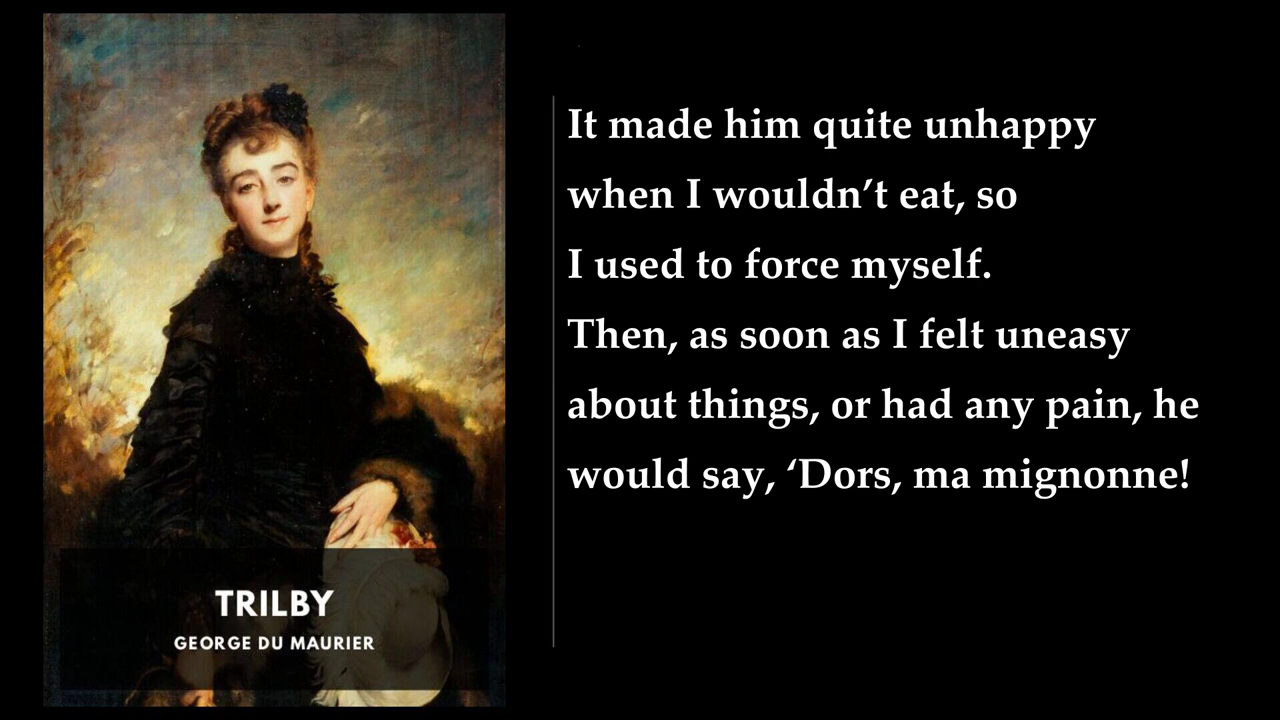 It made him quite unhappy
when I wouldn’t eat, so
I used to force myself.
Then, as soon as I felt uneasy
about things, or had any pain, he
would say, ‘Dors, ma mignonne!
TRILBY
GEORGE DU MAURIER